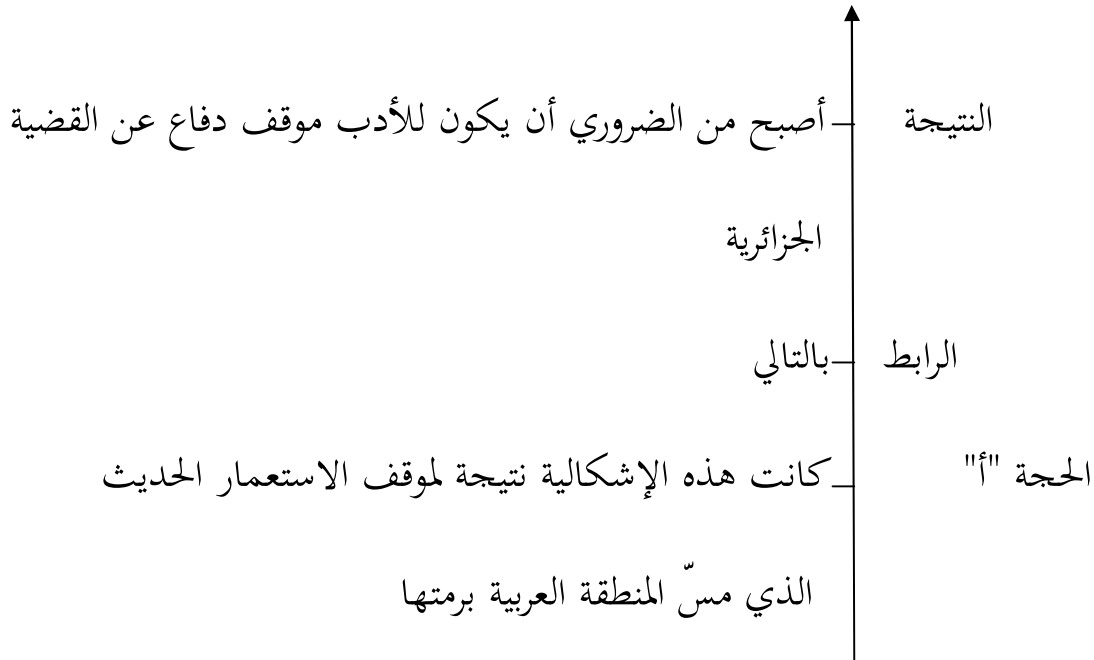 النتيجة أصبح من الضروري أن يكون للأدب موقف دفاع عن القضية
الجزائرية
الرابط بالتالي
الحجة "أ" كانت هذه الإشكالية نتيجة لموقف الاستعمار الحديث
الذي مسّ المنطقة العربية برمتها